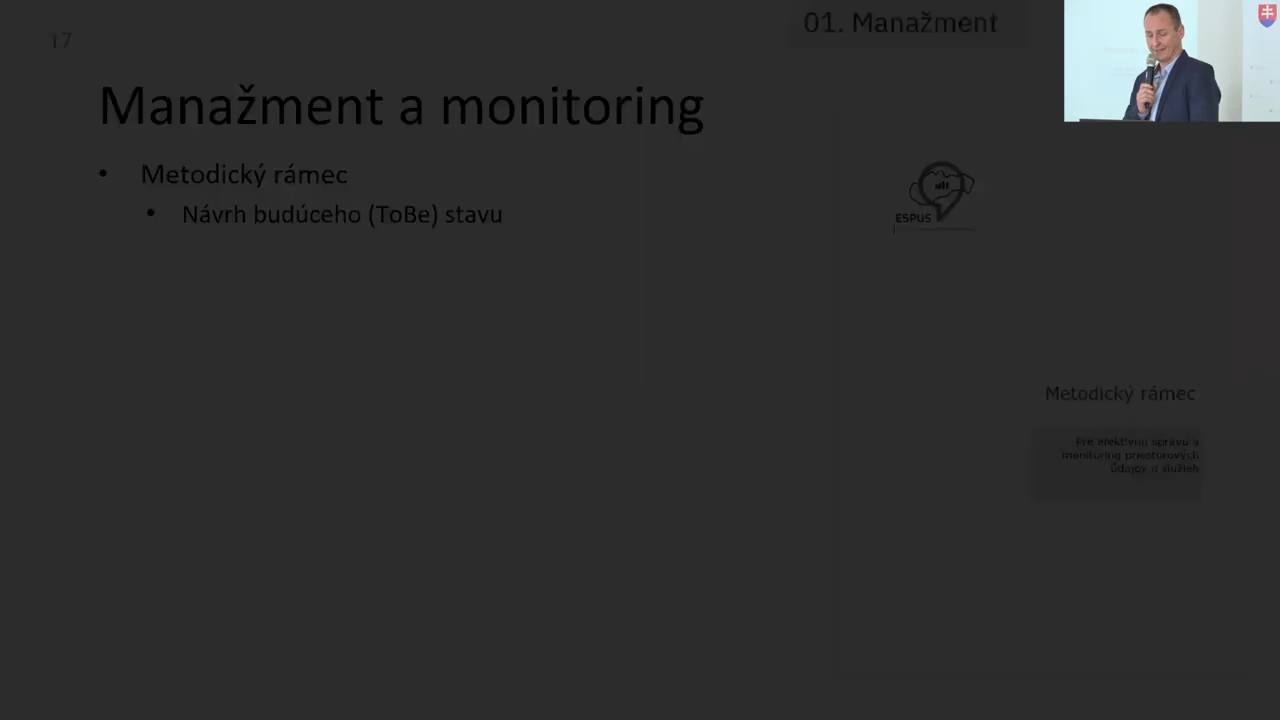 17
01. Manažment
Manažment a monitoring
• Metodický rámec
• Návrh budúceho (ToBe) stavu
ESPUS
Metodický rámec
Pre efektívnu správu a
monitoring priestorových
údajov a služieb